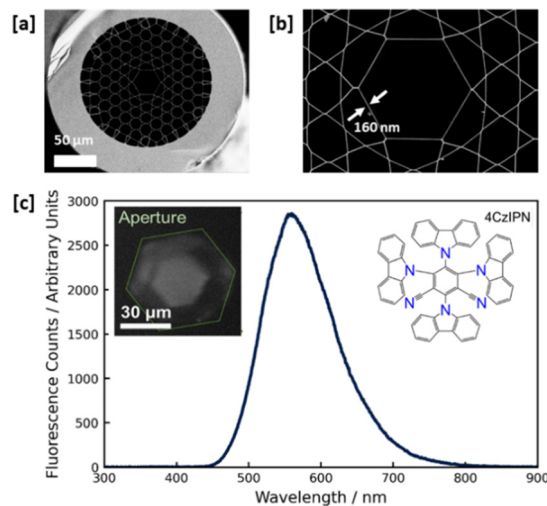 [a]
50 µm
[b]
160 nm
[c]
Fluorescence Counts / Arbitrary Units
3000
2500
2000
1500
1000
500
0
Aperture
30 µm
4CzIPN
N
N
N
N
N
N
300
400
500
600
700
800
900
Wavelength / nm